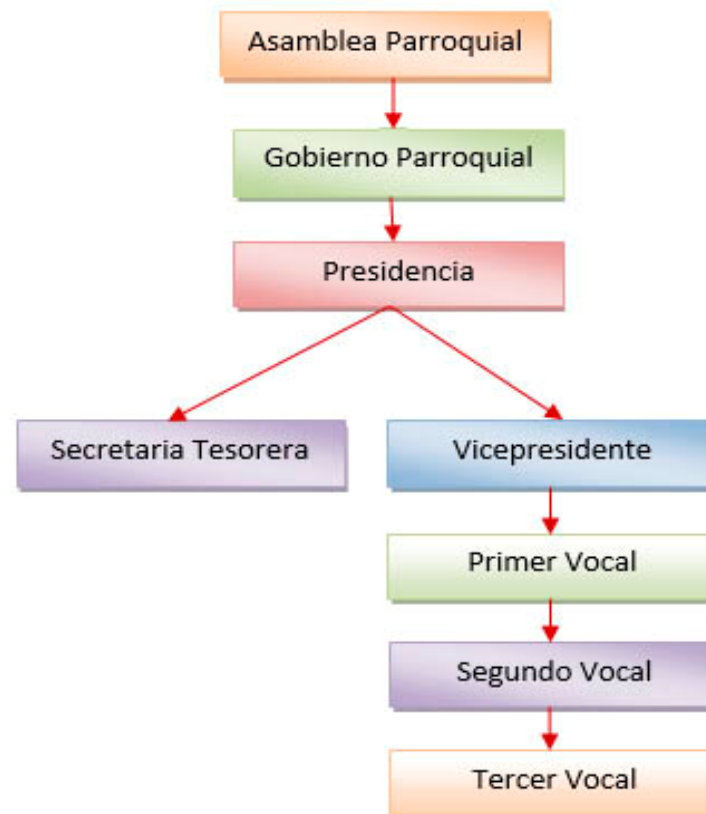 Asamblea Parroquial
Gobierno Parroquial
Presidencia
Secretaria Tesorera
Vicepresidente
Primer Vocal
Segundo Vocal
Tercer Vocal